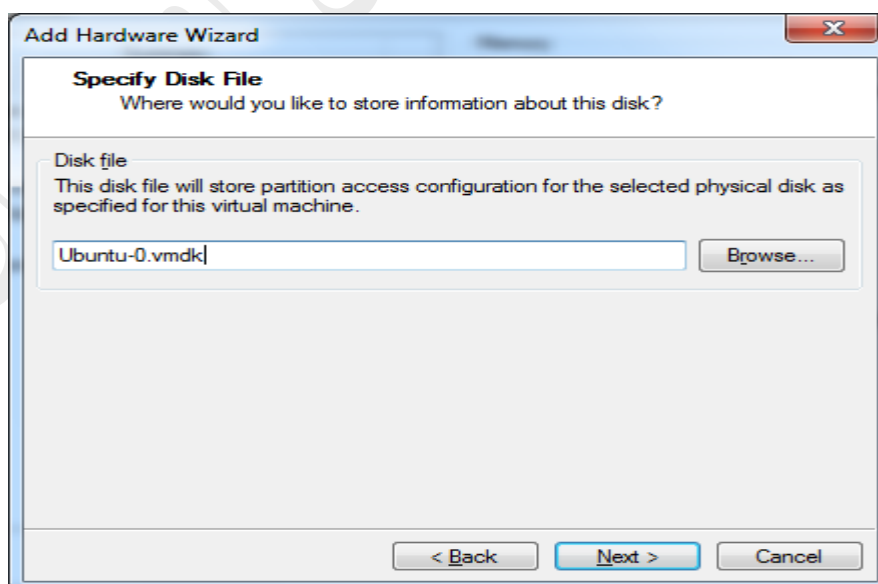 Add Hardware Wizard
Specify Disk File
Where would you like to store information about this disk?
Disk file
This disk file will store partition access configuration for the selected physical disk as
specified for this virtual machine.
Ubuntu-0.vmdk
Browse...
< Back
Next >
Cancel